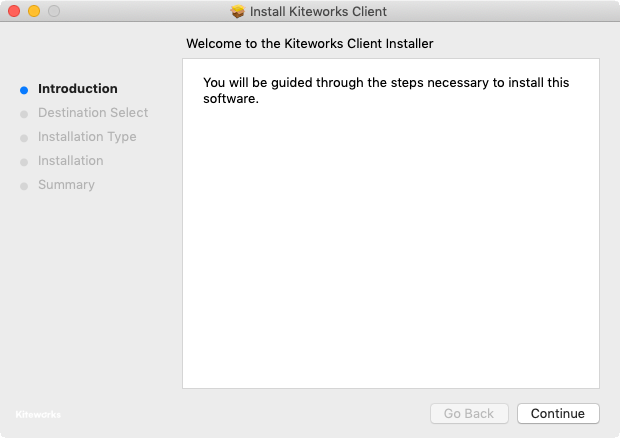 Install Kiteworks Client
Welcome to the Kiteworks Client Installer
Introduction
Destination Select
Installation Type
Installation
Summary
You will be guided through the steps necessary to install this
software.
Kiteworks
Go Back
Continue